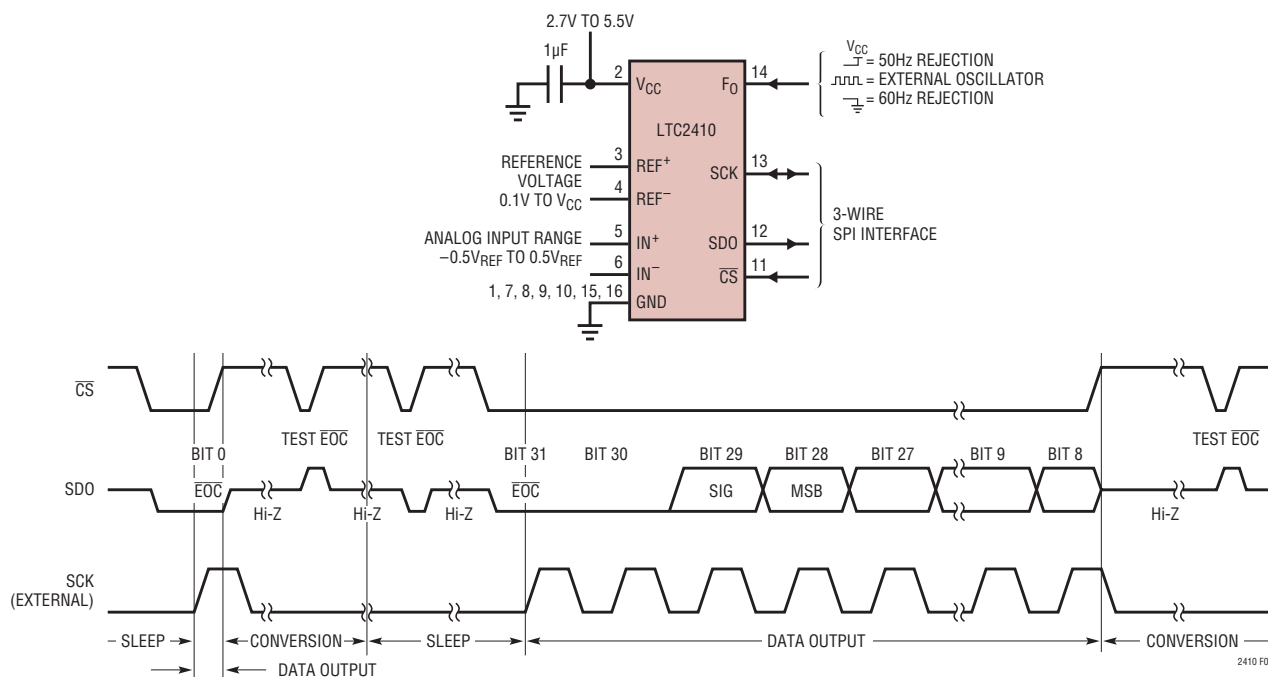 2.7V TO 5.5V
1µF
2
VCC
FO
14
VCC
= 50Hz REJECTION
= EXTERNAL OSCILLATOR
= 60Hz REJECTION
LTC2410
REFERENCE
VOLTAGE
0.1V TO VCC
3
REF+
4
REF−
SCK
13
3-WIRE
SPI INTERFACE
ANALOG INPUT RANGE
−0.5VREF TO 0.5VREF
5
IN+
6
IN−
SDO
12
CS
11
1, 7, 8, 9, 10, 15, 16
GND
CS
TEST EOC
TEST EOC
TEST EOC
BIT 0
BIT 31
BIT 30
BIT 29
BIT 28
BIT 27
BIT 9
BIT 8
SDO
EOC
EOC
SIG
MSB
Hi-Z
Hi-Z
Hi-Z
Hi-Z
SCK
(EXTERNAL)
SLEEP
CONVERSION
SLEEP
DATA OUTPUT
CONVERSION
DATA OUTPUT